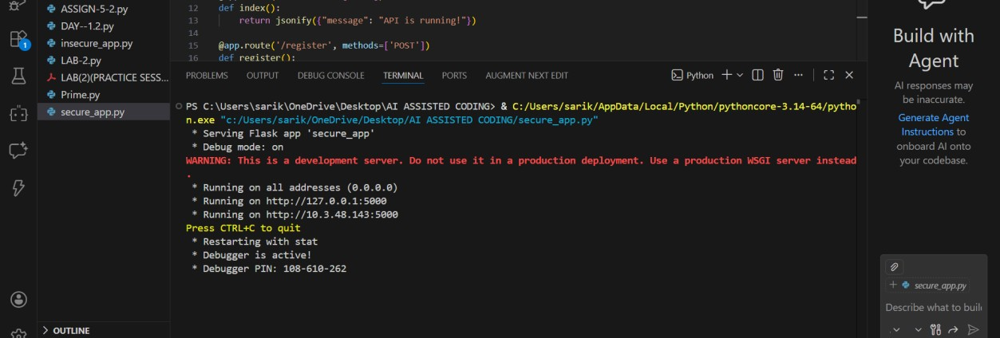 ASSIGN-5-2.py
DAY--1.2.py
insecure_app.py
LAB-2.py
LAB(2)(PRACTICE SESS...
Prime.py
secure_app.py
OUTLINE
1
12 def index():
13 return jsonify({"message": "API is running!"})
14
15 @app.route('/register', methods=['POST'])
16 def register():
PROBLEMS OUTPUT DEBUG CONSOLE TERMINAL PORTS AUGMENT NEXT EDIT
Python
PS C:\Users\sarik\OneDrive\Desktop\AI ASSISTED CODING> & C:/Users/sarik/AppData/Local/Python/pythoncore-3.14-64/pytho
n.exe "c:/Users/sarik/OneDrive/Desktop/AI ASSISTED CODING/secure_app.py"
* Serving Flask app 'secure_app'
* Debug mode: on
WARNING: This is a development server. Do not use it in a production deployment. Use a production WSGI server instead
.
* Running on all addresses (0.0.0.0)
* Running on http://127.0.0.1:5000
* Running on http://10.3.48.143:5000
Press CTRL+C to quit
* Restarting with stat
* Debugger is active!
* Debugger PIN: 108-610-262
Build with
Agent
AI responses may
be inaccurate.
Generate Agent
Instructions to
onboard AI onto
your codebase.
secure_app.py
Describe what to build